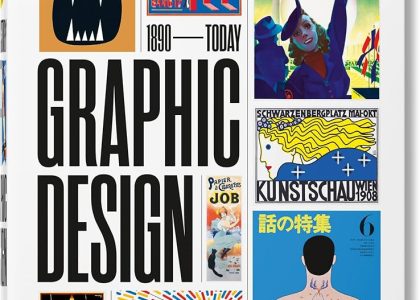 1890—TODAY
GRAPHIC
DESIGN
PAPIER À CIGARETTES
JOB
SCHWARZENBERGPLATZ MAI-OKT
KUNSTSCHAU WIEN
1908
話の特集
6